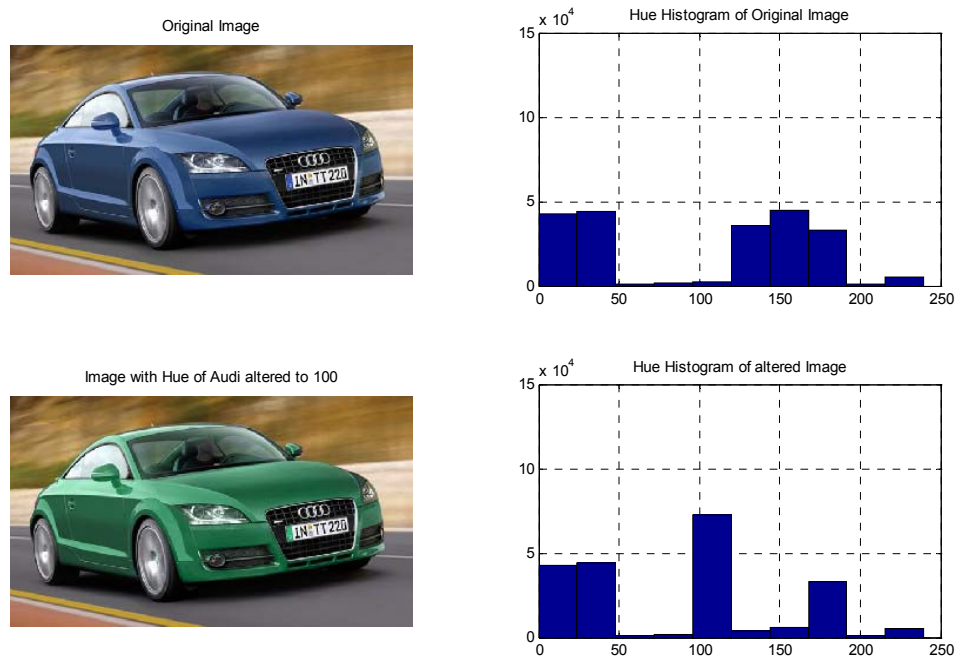 Original Image
IN TT 220
Hue Histogram of Original Image
15 x 10^4
10
5
0
0 50 100 150 200 250
Image with Hue of Audi altered to 100
IN TT 220
Hue Histogram of altered Image
15 x 10^4
10
5
0
0 50 100 150 200 250